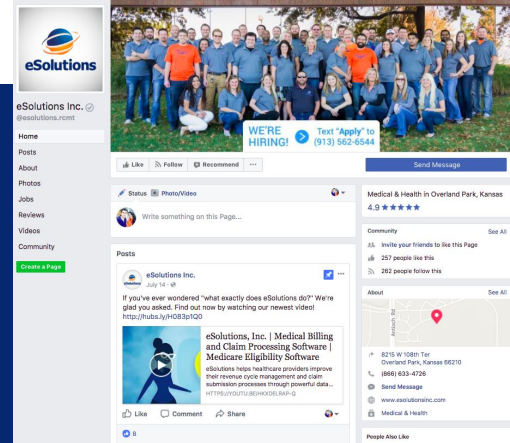 eSolutions
eSolutions Inc.
@esolutions.rcmt
Home
Posts
About
Photos
Jobs
Reviews
Videos
Community
Create a Page
WE'RE HIRING!
Text "Apply" to
(913) 562-6544
Like
Follow
Recommend
Send Message
Status
Photo/Video
Write something on this Page...
Posts
eSolutions Inc.
July 14
If you've ever wondered "what exactly does eSolutions do?" We're
glad you asked. Find out now by watching our newest video!
http://hubs.ly/H083p1Q0
eSolutions, Inc. | Medical Billing
and Claim Processing Software |
Medicare Eligibility Software
eSolutions helps healthcare providers improve
their revenue cycle management and claim
submission processes through powerful data...
Like
Comment
Share
6
Medical & Health in Overland Park, Kansas
4.9 ★★★★★
Community
See All
Invite your friends to like this Page
257 people like this
262 people follow this
About
See All
Antioch Rd
8215 W 108th Ter
Overland Park, Kansas 66210
(866) 633-4726
Send Message
www.esolutionsinc.com
Medical & Health
People Also Like